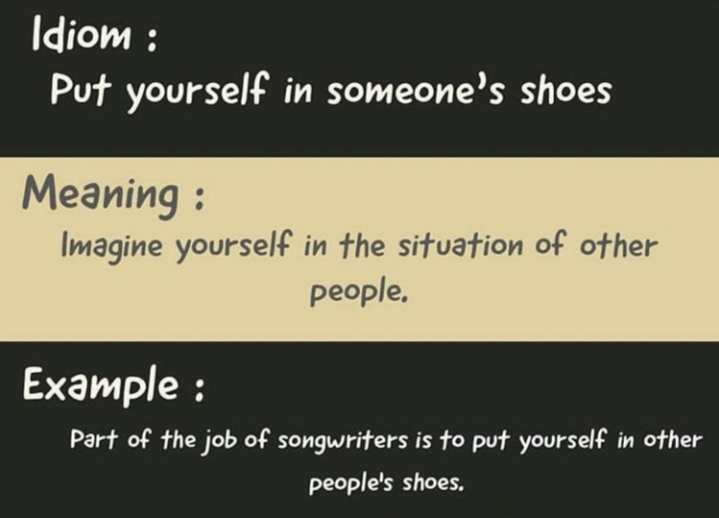 Idiom :
Put yourself in someone's shoes
Meaning :
Imagine yourself in the situation of other
people.
Example :
Part of the job of songwriters is to put yourself in other
people's shoes.